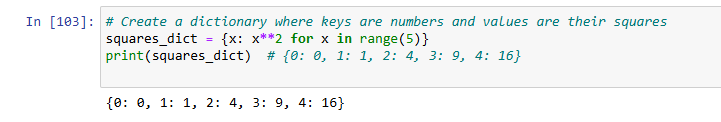 In [103]: # Create a dictionary where keys are numbers and values are their squares
squares_dict = {x: x**2 for x in range(5)}
print(squares_dict)  # {0: 0, 1: 1, 2: 4, 3: 9, 4: 16}
{0: 0, 1: 1, 2: 4, 3: 9, 4: 16}